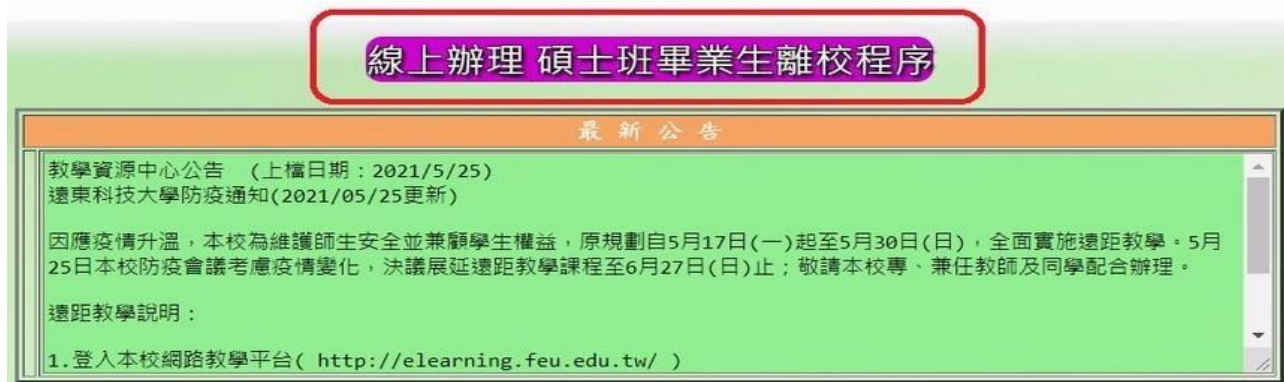 線上辦理 碩士班畢業生離校程序
最新公告
教學資源中心公告 (上檔日期：2021/5/25)
遠東科技大學防疫通知(2021/05/25更新)
因應疫情升溫，本校為維護師生安全並兼顧學生權益，原規劃自5月17日(一)起至5月30日(日)，全面實施遠距教學。5月
25日本校防疫會議考慮疫情變化，決議展延遠距教學課程至6月27日(日)止；敬請本校專、兼任教師及同學配合辦理。
遠距教學說明：
1.登入本校網路教學平台( http://elearning.feu.edu.tw/ )